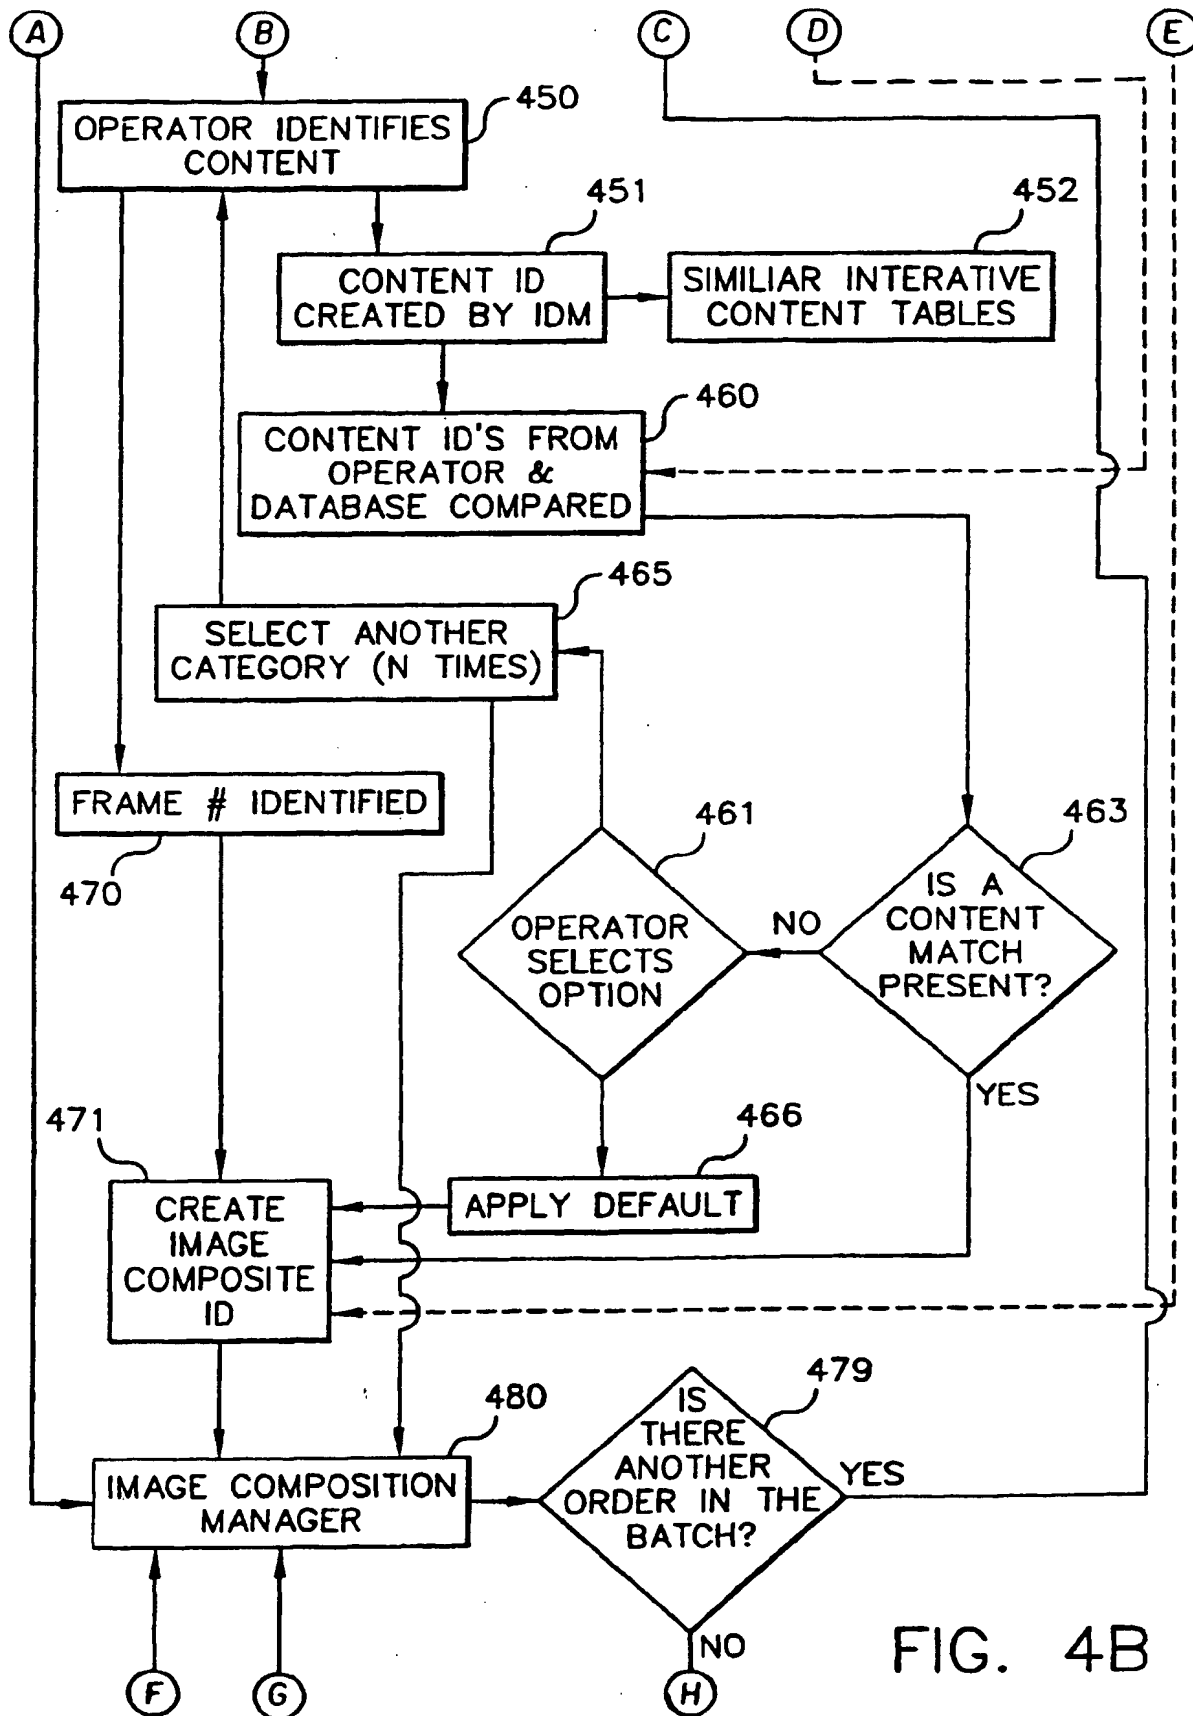 A
B
C
D
E
450
OPERATOR IDENTIFIES
CONTENT
451
452
CONTENT ID
CREATED BY IDM
SIMILIAR INTERATIVE
CONTENT TABLES
460
CONTENT ID'S FROM
OPERATOR &
DATABASE COMPARED
465
SELECT ANOTHER
CATEGORY (N TIMES)
FRAME # IDENTIFIED
470
461
463
OPERATOR
SELECTS
OPTION
NO
IS A
CONTENT
MATCH
PRESENT?
YES
471
466
CREATE
IMAGE
COMPOSITE
ID
APPLY DEFAULT
480
479
IMAGE COMPOSITION
MANAGER
IS
THERE
ANOTHER
ORDER IN THE
BATCH?
YES
NO
F
G
H
FIG. 4B